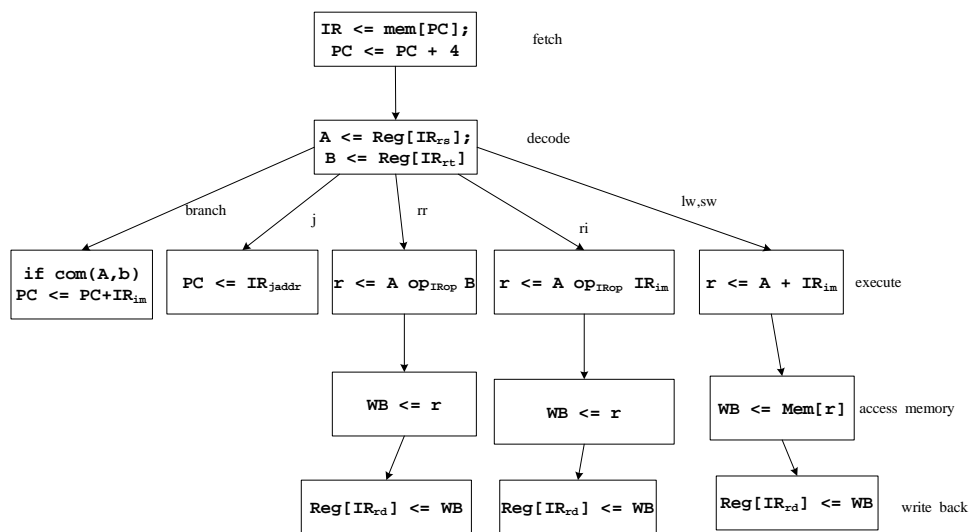 IR <= mem[PC];
PC <= PC + 4
fetch
A <= Reg[IRrs];
B <= Reg[IRrt]
decode
branch
j
rr
ri
lw,sw
if com(A,b)
PC <= PC+IRim
PC <= IRjaddr
r <= A opIRop B
r <= A opIRop IRim
r <= A + IRim
execute
WB <= r
WB <= r
WB <= Mem[r]
access memory
Reg[IRrd] <= WB
Reg[IRrd] <= WB
Reg[IRrd] <= WB
write back